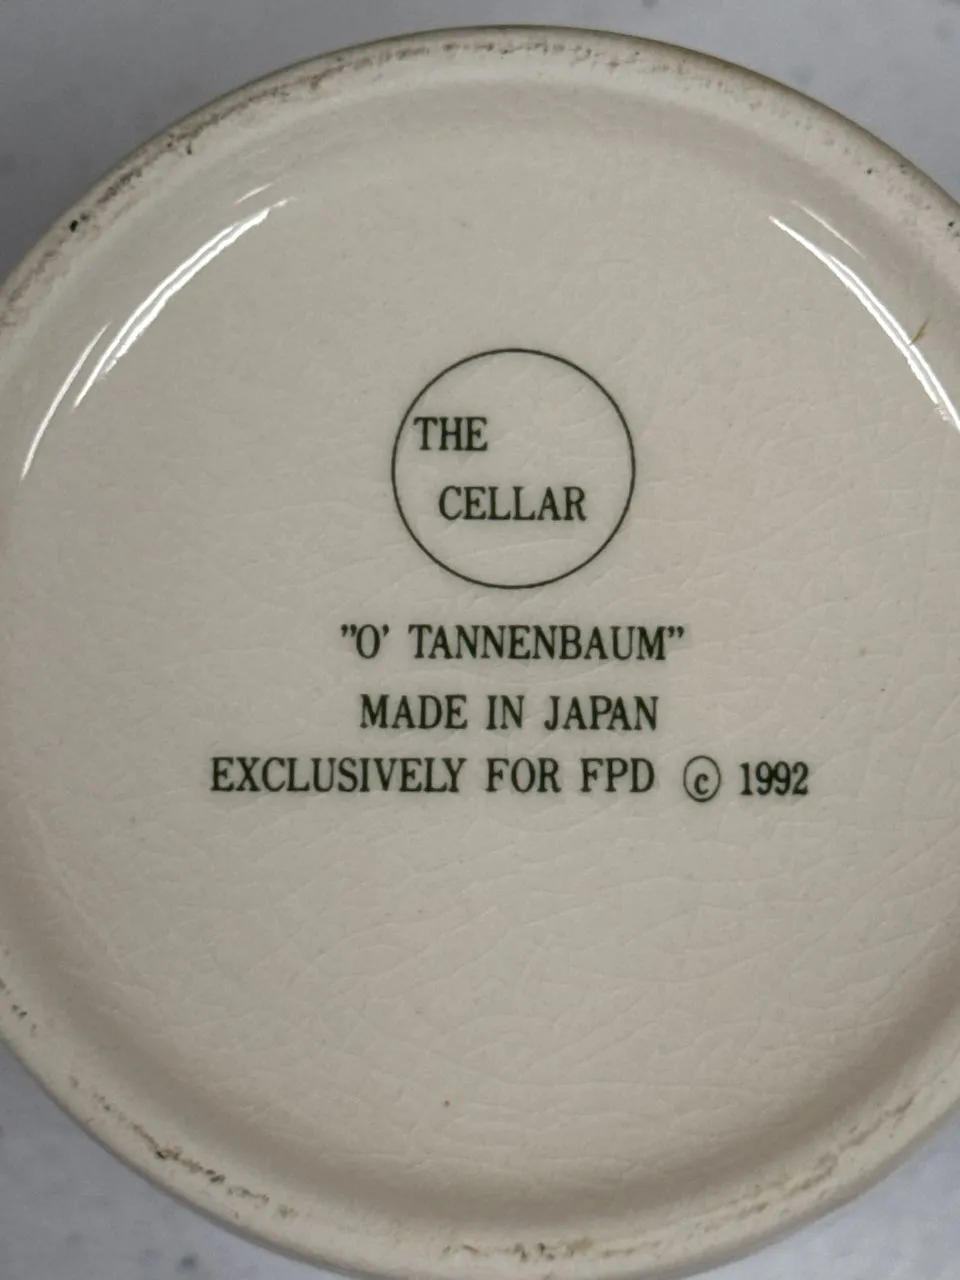 THE
CELLAR
”O’ TANNENBAUM”
MADE IN JAPAN
EXCLUSIVELY FOR FPD © 1992